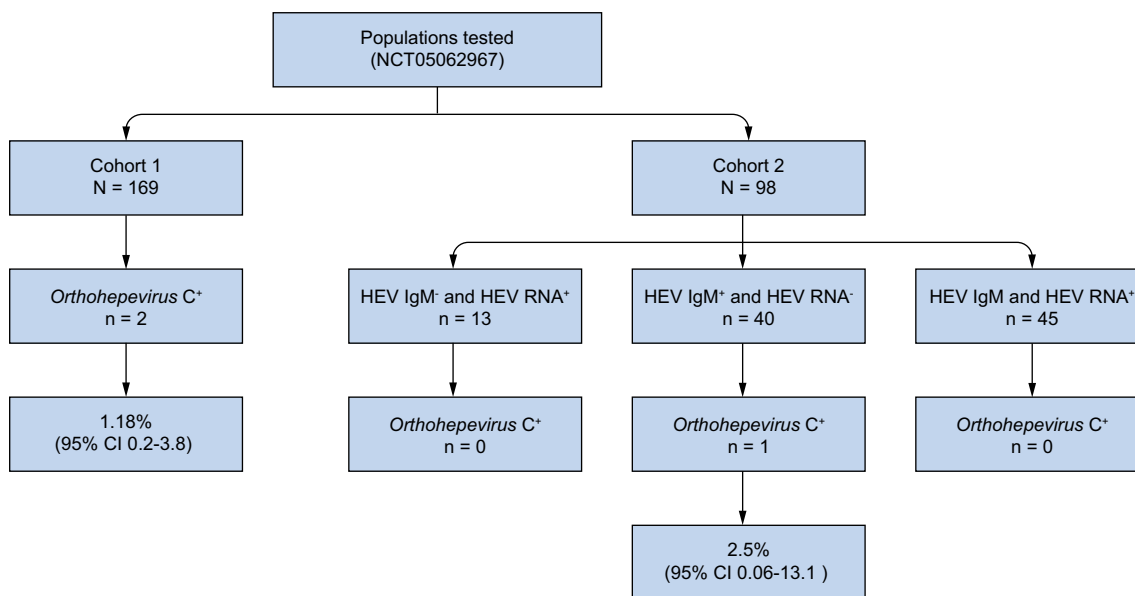 Populations tested
(NCT05062967)
Cohort 1
N = 169
Cohort 2
N = 98
Orthohepevirus C⁺
n = 2
HEV IgM⁻ and HEV RNA⁺
n = 13
HEV IgM⁺ and HEV RNA⁻
n = 40
HEV IgM and HEV RNA⁺
n = 45
1.18%
(95% CI 0.2-3.8)
Orthohepevirus C⁺
n = 0
Orthohepevirus C⁺
n = 1
Orthohepevirus C⁺
n = 0
2.5%
(95% CI 0.06-13.1 )